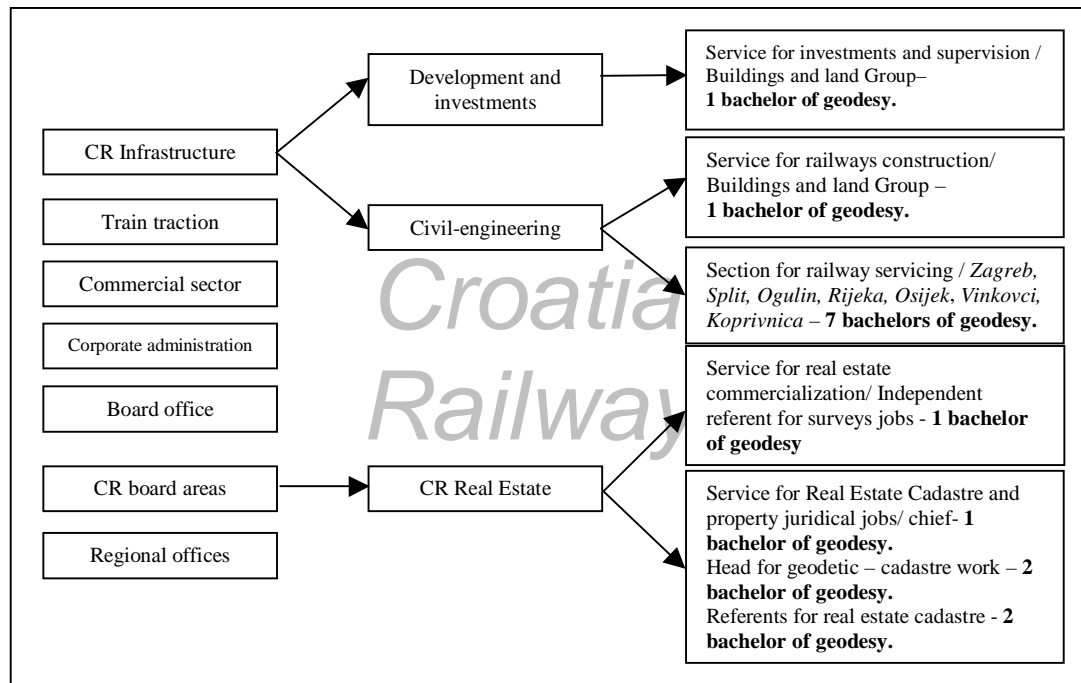 CR Infrastructure
Train traction
Commercial sector
Corporate administration
Board office
CR board areas
Regional offices
Development and
investments
Civil-engineering
CR Real Estate
Croatia
Railway
Service for investments and supervision /
Buildings and land Group–
1 bachelor of geodesy.
Service for railways construction/
Buildings and land Group –
1 bachelor of geodesy.
Section for railway servicing / Zagreb,
Split, Ogulin, Rijeka, Osijek, Vinkovci,
Koprivnica – 7 bachelors of geodesy.
Service for real estate
commercialization/ Independent
referent for surveys jobs - 1 bachelor
of geodesy
Service for Real Estate Cadastre and
property juridical jobs/ chief- 1
bachelor of geodesy.
Head for geodetic – cadastre work – 2
bachelor of geodesy.
Referents for real estate cadastre - 2
bachelor of geodesy.